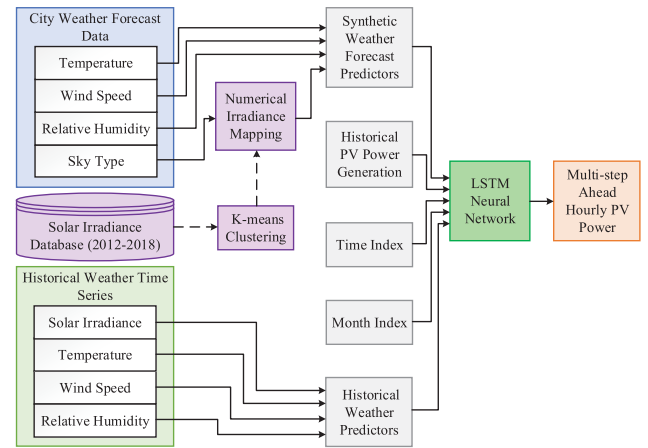 City Weather Forecast
Data
Temperature
Wind Speed
Relative Humidity
Sky Type
Solar Irradiance
Database (2012-2018)
Numerical
Irradiance
Mapping
K-means
Clustering
Historical Weather Time
Series
Solar Irradiance
Temperature
Wind Speed
Relative Humidity
Synthetic
Weather
Forecast
Predictors
Historical
PV Power
Generation
Time Index
Month Index
Historical
Weather
Predictors
LSTM
Neural
Network
Multi-step
Ahead
Hourly PV
Power